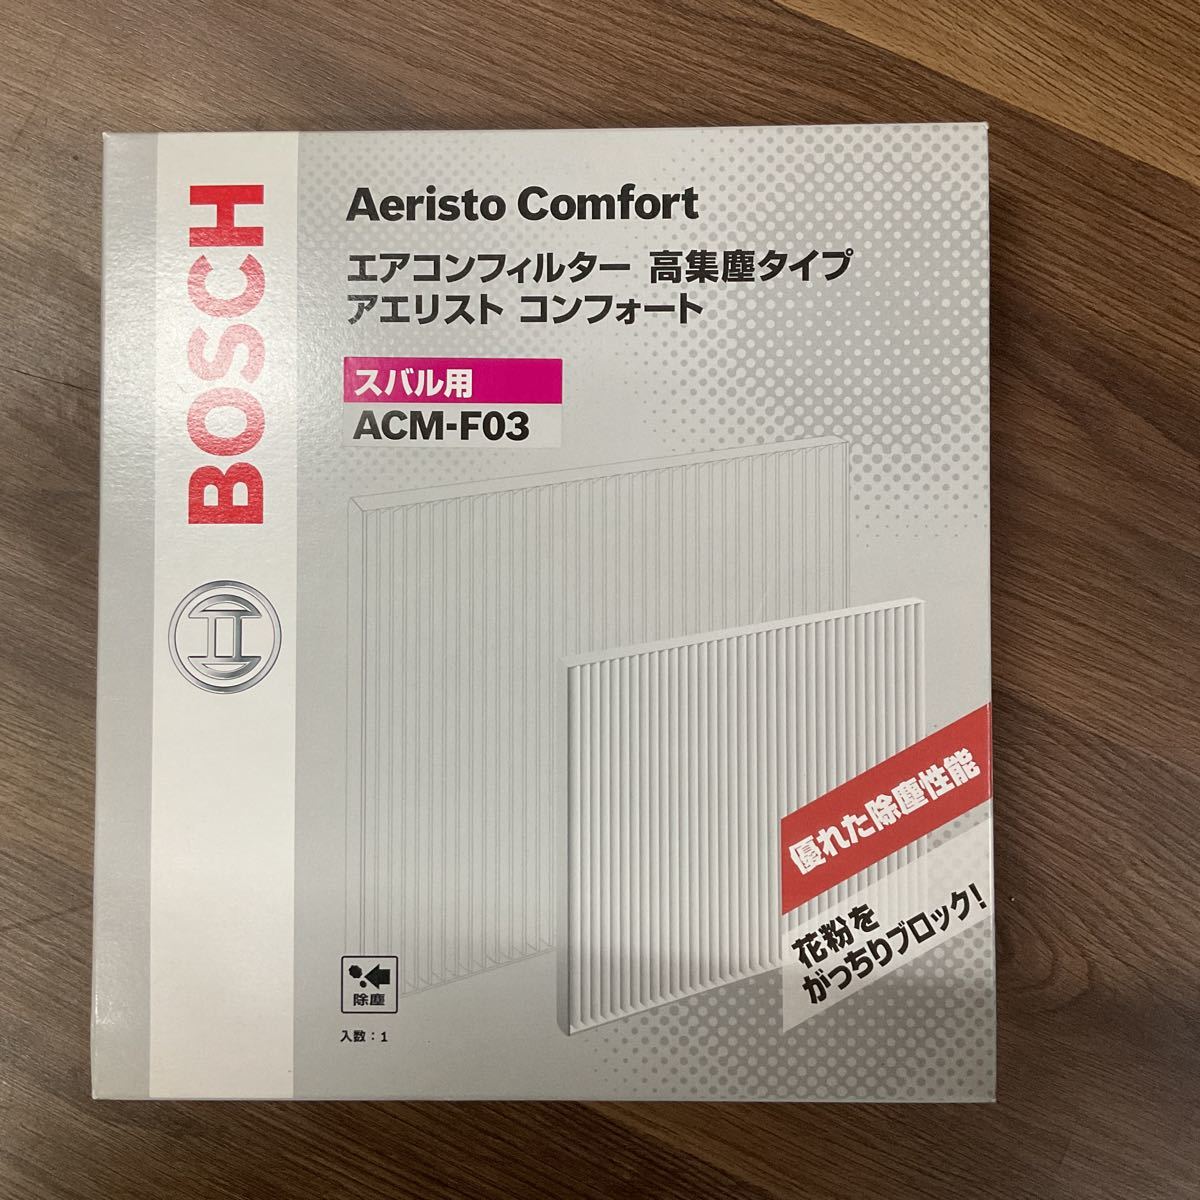 BOSCH
Aeristo Comfort
エアコンフィルター 高集塵タイプ
アエリスト コンフォート
スバル用
ACM-F03
優れた除塵性能
花粉を
がっちりブロック!
除塵
入数：1